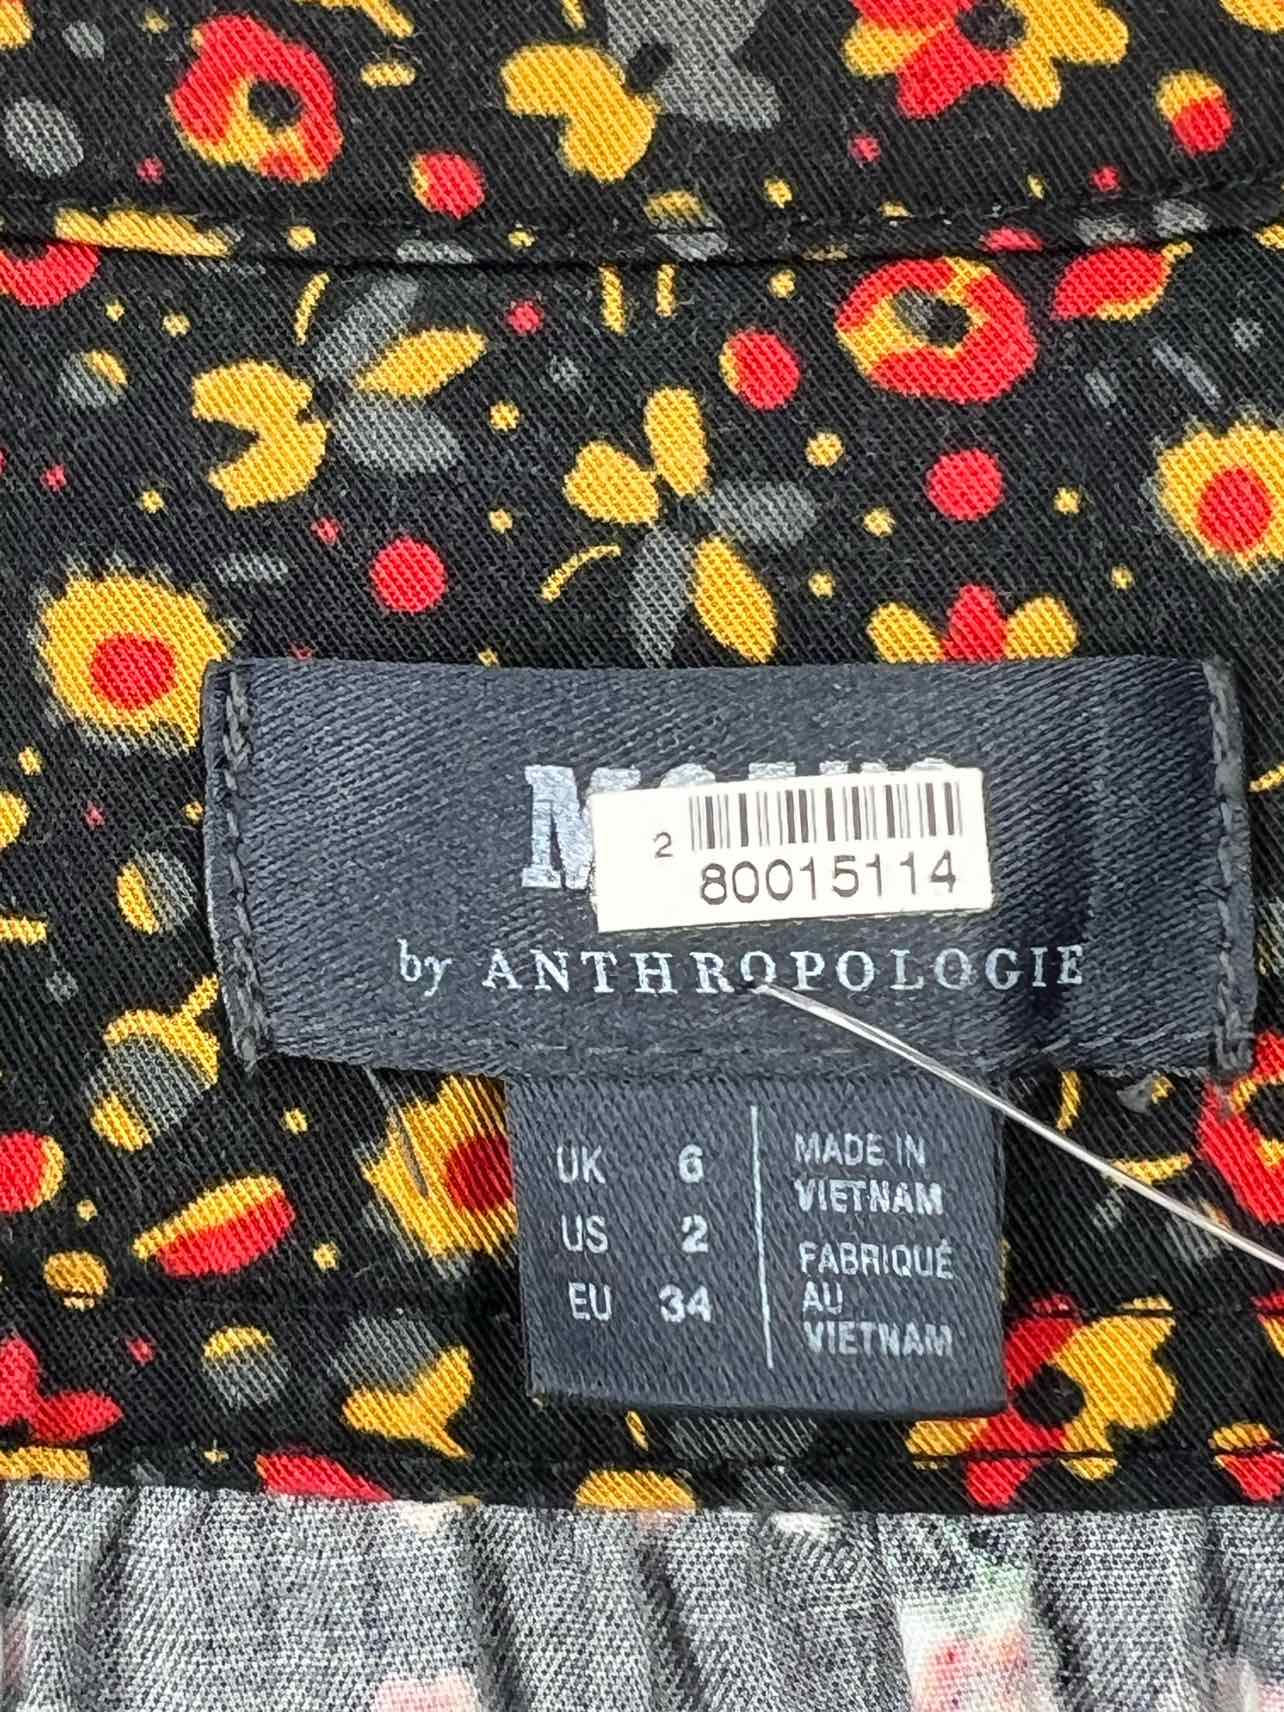 2
80015114
by ANTHROPOLOGIE
UK 6
US 2
EU 34
MADE IN
VIETNAM
FABRIQUÉ
AU
VIETNAM